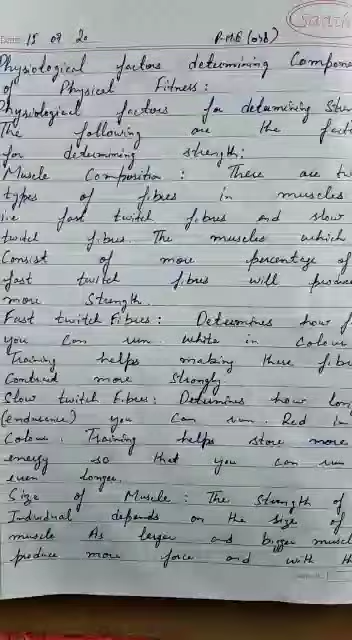 Date: 15 09 20
P.H.E (048)
Physiological factors determining Compone
of Physical Fitness:
Physiological factors for determining Stre
The following are the fact
for determining strength:
Muscle Composition: There are tw
types of fibres in muscles
i.e fast twitch fibres and slow
twitch fibres. The muscles which
Consist of more percentage of
fast twitch fibres will produce
more Strength.
Fast twitch Fibres: Determines how f
you can run. White in Colour
Training helps making these fibr
Contract more Strongly
Slow twitch Fibres: Determines how lon
(endurance) you can run. Red in
Colour. Training helps store more
energy so that you can run
even longer.
Size of Muscle: The Strength of
Individual depends on the size of
muscle As larger and bigger muscl
produce more force and with th